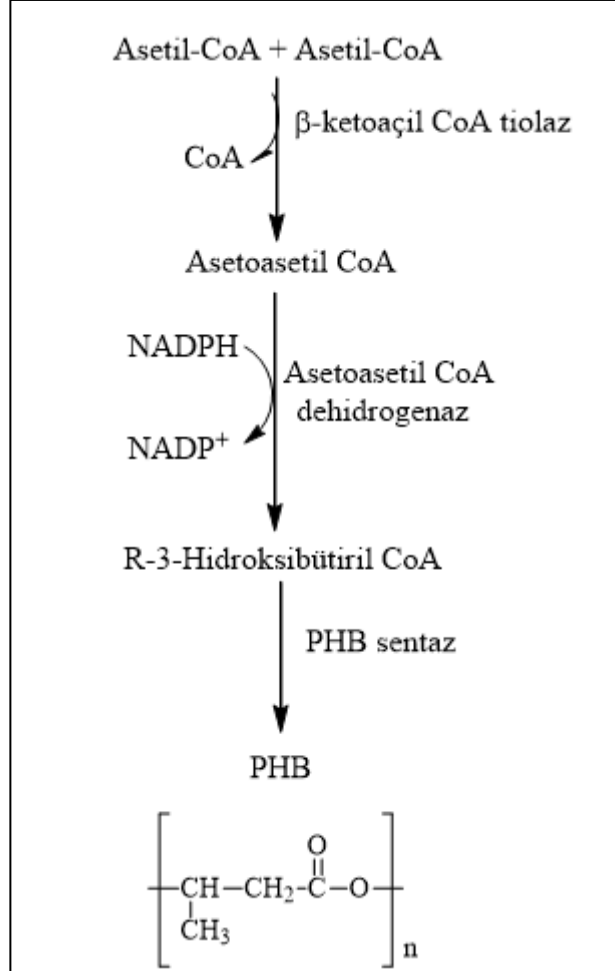 Asetil-CoA + Asetil-CoA
β-ketoaçil CoA tiolaz
CoA
Asetoasetil CoA
NADPH
Asetoasetil CoA
dehidrogenaz
NADP⁺
R-3-Hidroksibütiril CoA
PHB sentaz
PHB
O
CH–CH₂–C–O
CH₃
n